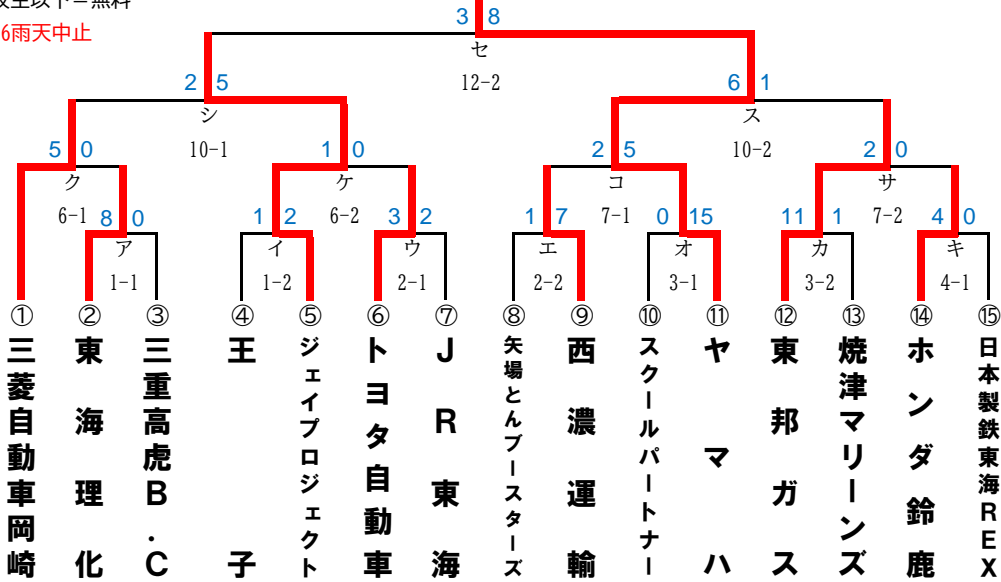 6雨天中止
3 8
セ
12-2
2 5
シ
10-1
6 1
ス
10-2
5 0
ク
6-1
1 0
ケ
6-2
2 5
コ
7-1
2 0
サ
7-2
8 0
ア
1-1
1 2
イ
1-2
3 2
ウ
2-1
1 7
エ
2-2
0 15
オ
3-1
11 1
カ
3-2
4 0
キ
4-1
① 三菱自動車岡崎
② 東海理化
③ 三重高虎B.C
④ 王子
⑤ ジェイプロジェクト
⑥ トヨタ自動車
⑦ JR東海
⑧ 矢場とんブースターズ
⑨ 西濃運輸
⑩ スクールパートナー
⑪ ヤマハ
⑫ 東邦ガス
⑬ 焼津マリーンズ
⑭ ホンダ鈴鹿
⑮ 日本製鉄東海REX